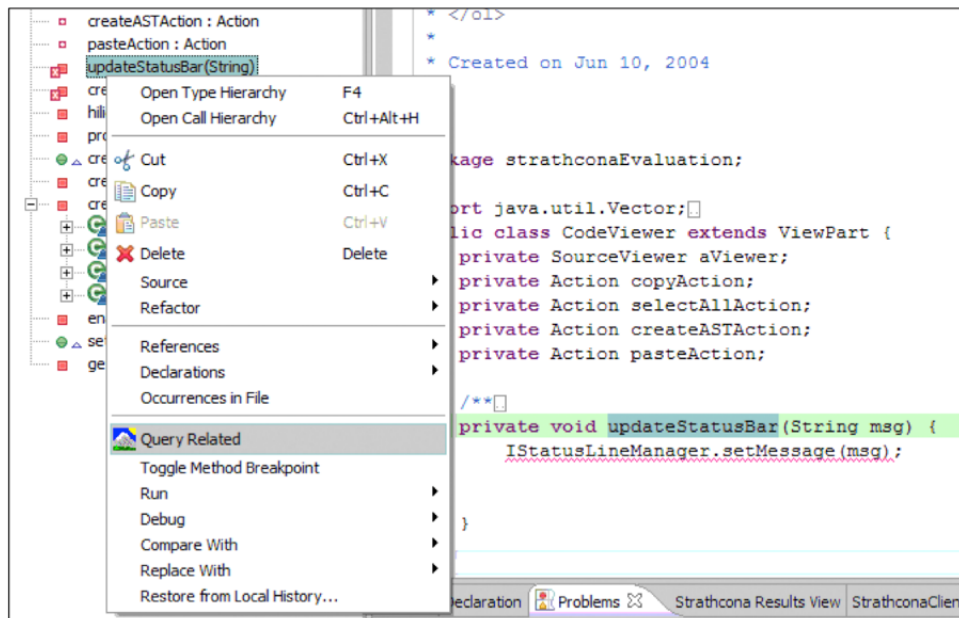 createASTAction : Action
pasteAction : Action
updateStatusBar(String)
cre
hili
pro
cre
cre
cre
en
set
ge
Open Type Hierarchy F4
Open Call Hierarchy Ctrl+Alt+H
Cut Ctrl+X
Copy Ctrl+C
Paste Ctrl+V
Delete Delete
Source
Refactor
References
Declarations
Occurrences in File
Query Related
Toggle Method Breakpoint
Run
Debug
Compare With
Replace With
Restore from Local History...
* </ol>
*
* Created on Jun 10, 2004
kage strathconaEvaluation;
ort java.util.Vector;
lic class CodeViewer extends ViewPart {
private SourceViewer aViewer;
private Action copyAction;
private Action selectAllAction;
private Action createASTAction;
private Action pasteAction;
/**
private void updateStatusBar(String msg) {
IStatusLineManager.setMessage(msg);
}
Declaration Problems Strathcona Results View StrathconaClien